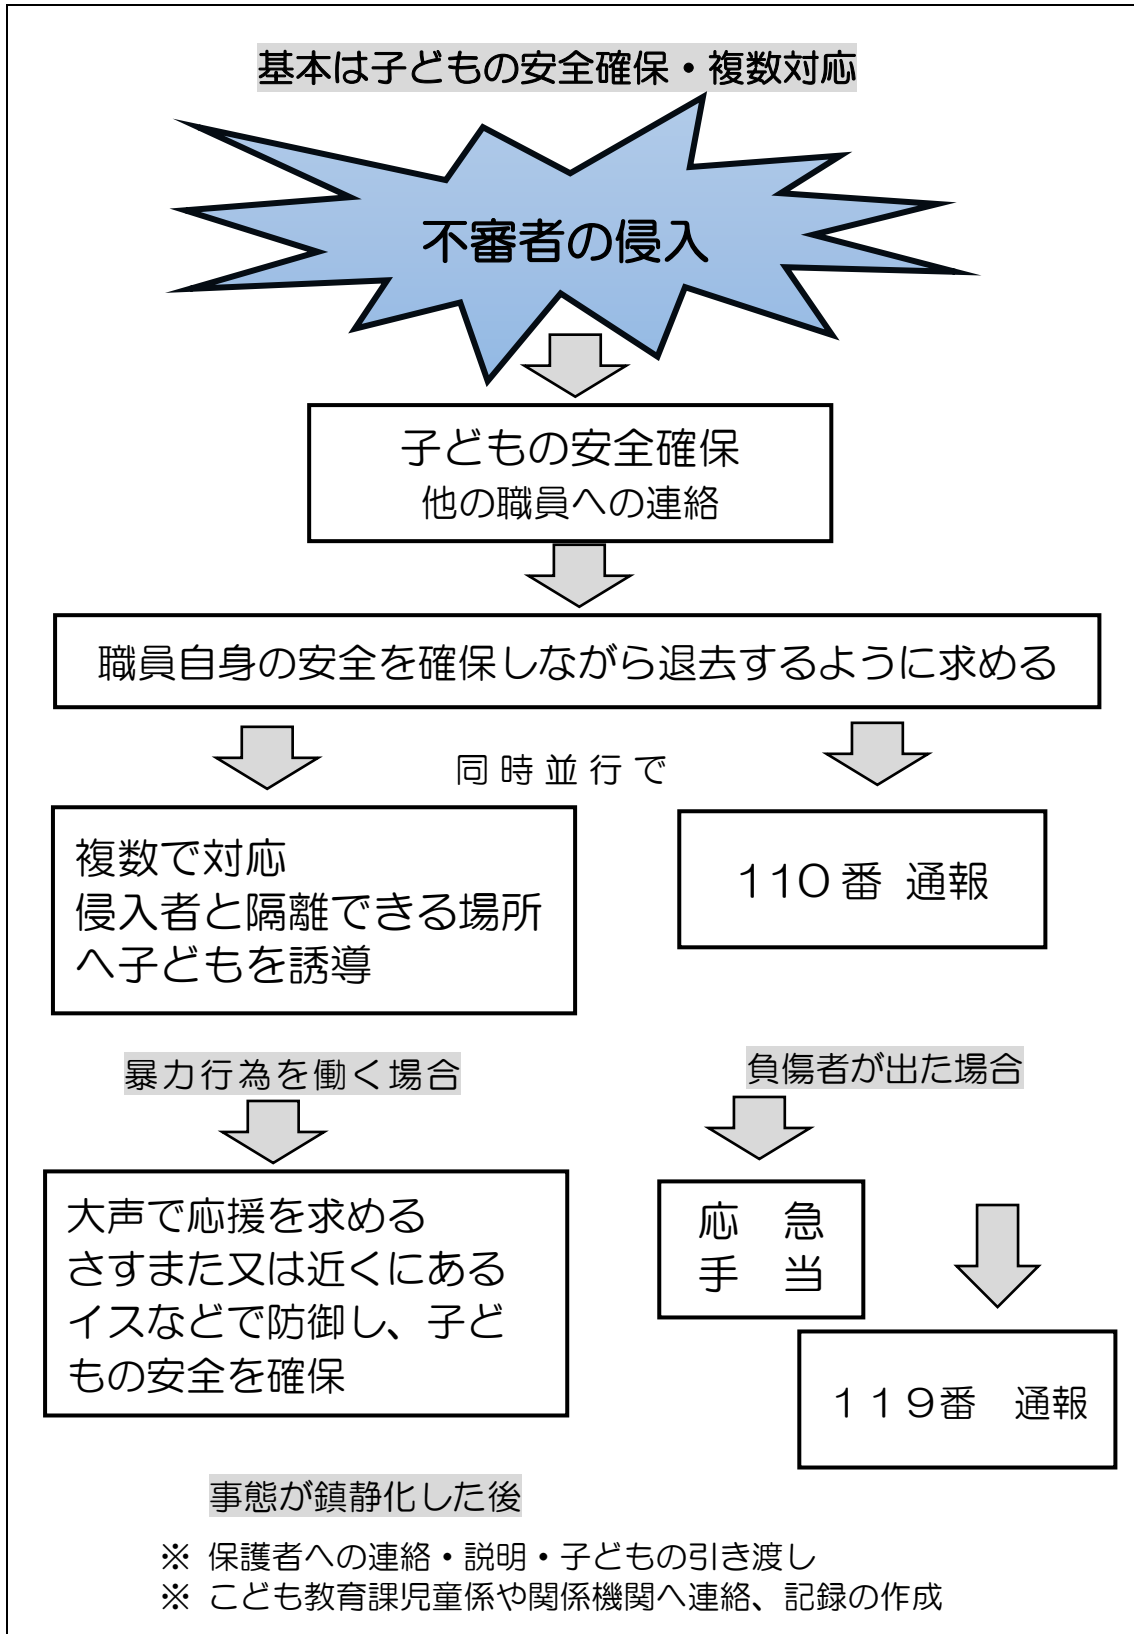 基本は子どもの安全確保・複数対応
不審者の侵入
子どもの安全確保
他の職員への連絡
職員自身の安全を確保しながら退去するように求める
同時並行で
複数で対応
侵入者と隔離できる場所
へ子どもを誘導
110番 通報
暴力行為を働く場合
負傷者が出た場合
大声で応援を求める
さすまた又は近くにある
イスなどで防御し、子ど
もの安全を確保
応　急
手　当
１１９番　通報
事態が鎮静化した後
※ 保護者への連絡・説明・子どもの引き渡し
※ こども教育課児童係や関係機関へ連絡、記録の作成